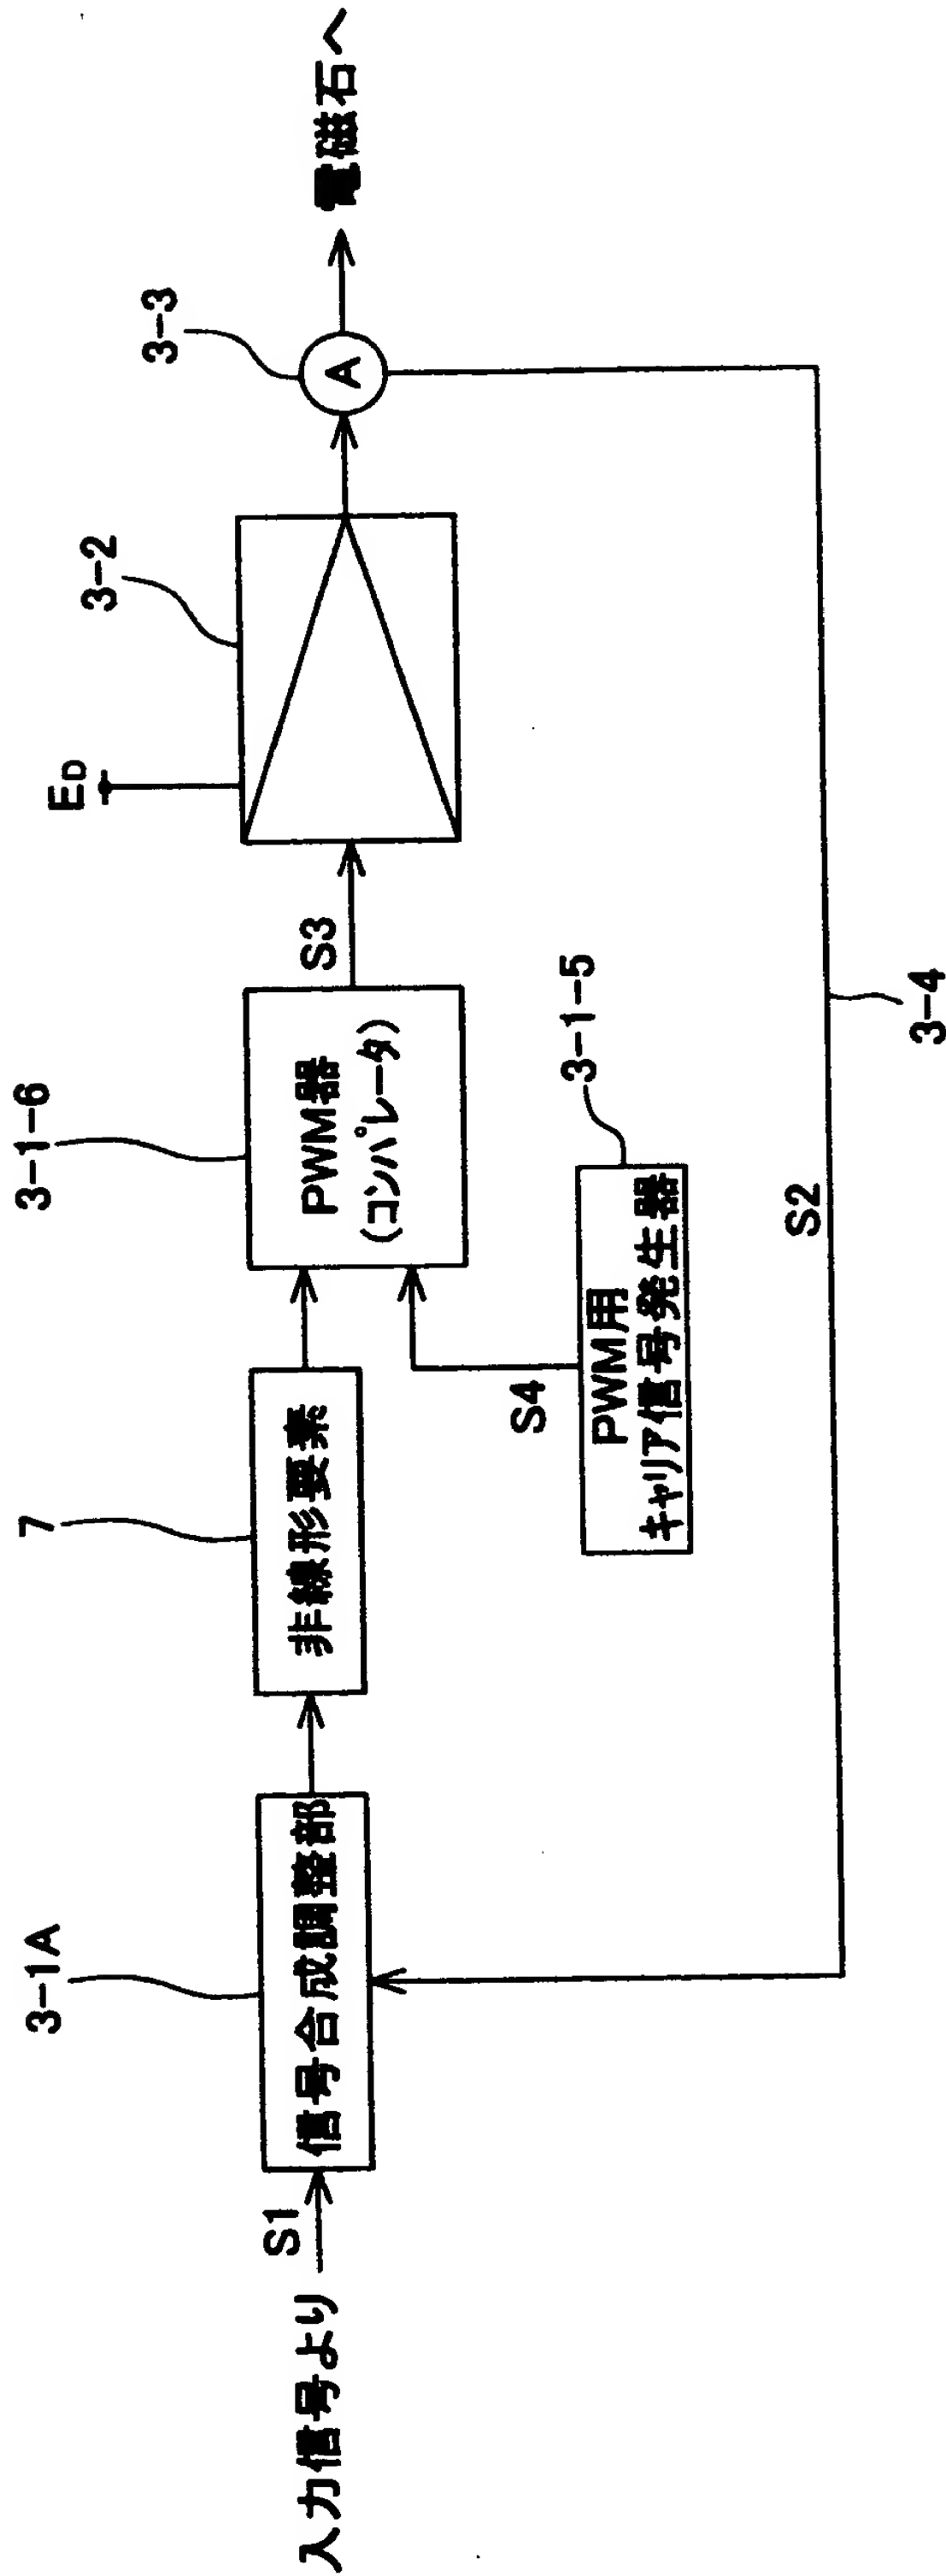 入力信号より
S1
3-1A
信号合成調整部
7
非線形要素
3-1-6
PWM器
(コンパレータ)
S4
PWM用
キャリア信号発生器
3-1-5
S3
ED
3-2
3-3
A
電磁石へ
S2
3-4